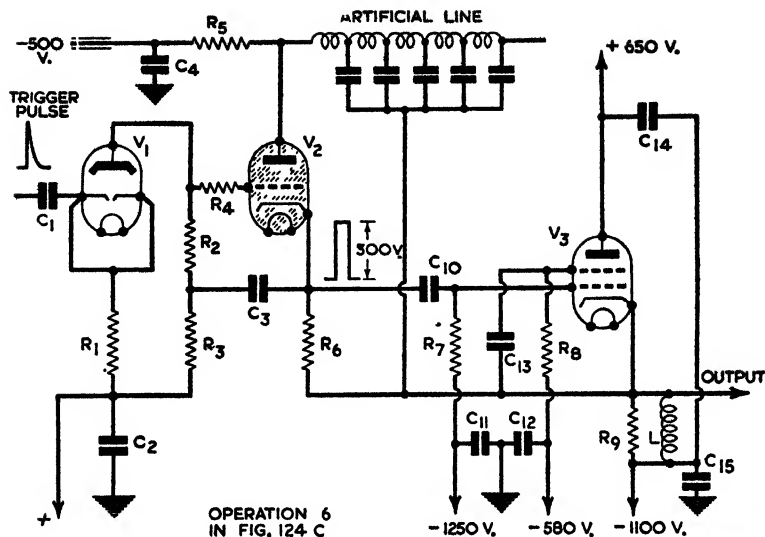 ARTIFICIAL LINE
-500 V.
R5
C4
+ 650 V.
TRIGGER PULSE
V1
V2
C14
C1
R4
R2
300V.
V3
C10
C3
R1
R3
R6
R7
C13
R8
OUTPUT
C2
C11
C12
R9
L
C15
+
OPERATION 6
IN FIG. 124 C
-1250 V.
-580 V.
-1100 V.